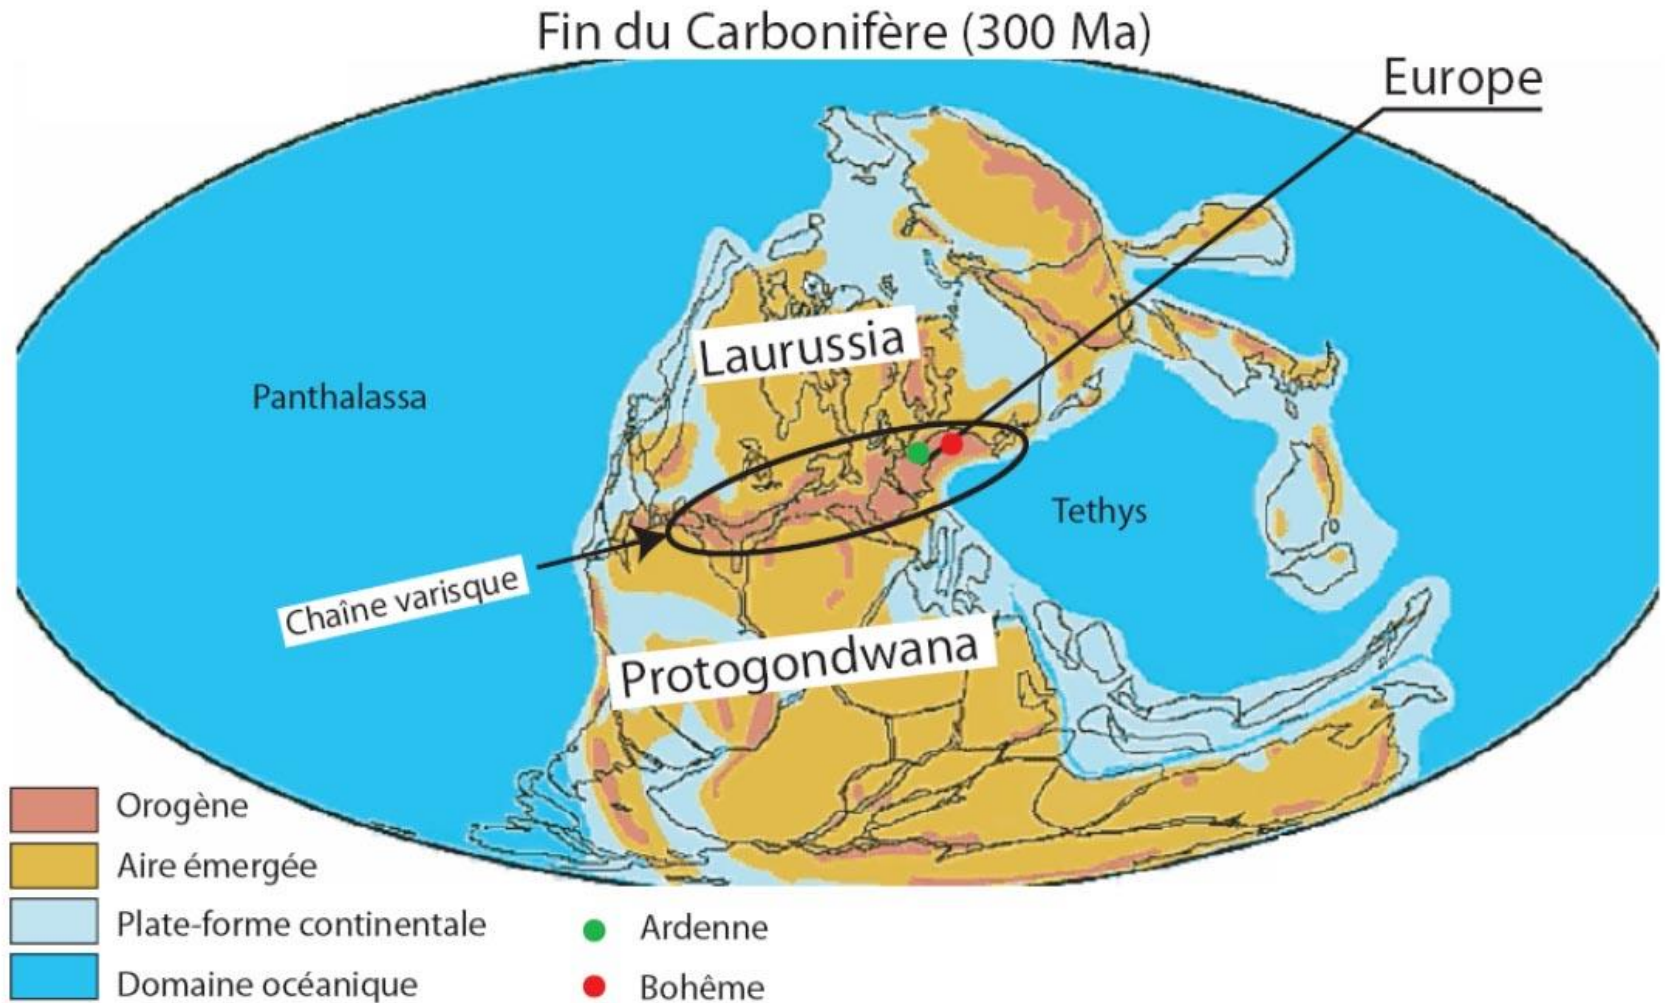 Fin du Carbonifère (300 Ma)
Europe
Laurussia
Panthalassa
Tethys
Chaîne varisque
Protogondwana
Orogène
Aire émergée
Plate-forme continentale
Domaine océanique
Ardenne
Bohême